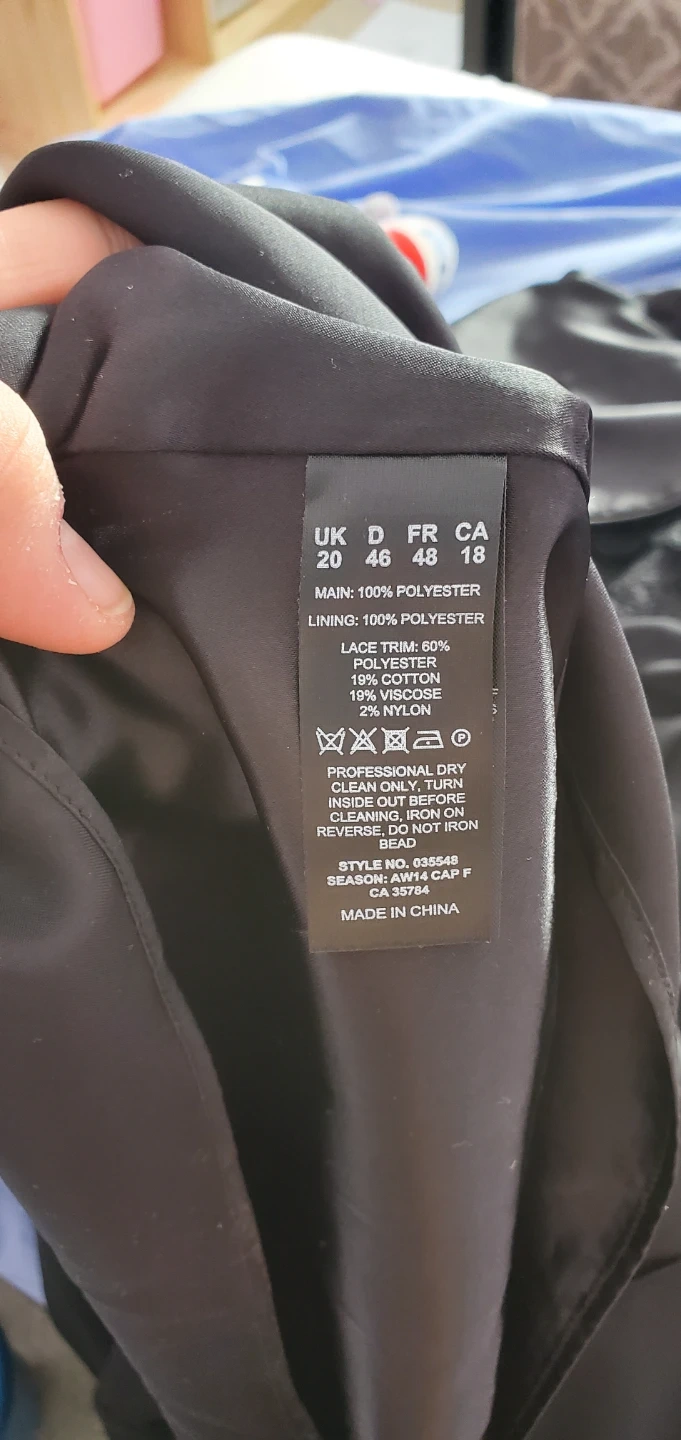 UK D FR CA
20 46 48 18
MAIN: 100% POLYESTER
LINING: 100% POLYESTER
LACE TRIM: 60%
POLYESTER
19% COTTON
19% VISCOSE
2% NYLON
P
PROFESSIONAL DRY
CLEAN ONLY, TURN
INSIDE OUT BEFORE
CLEANING, IRON ON
REVERSE, DO NOT IRON
BEAD
STYLE NO. 035548
SEASON: AW14 CAP F
CA 35784
MADE IN CHINA